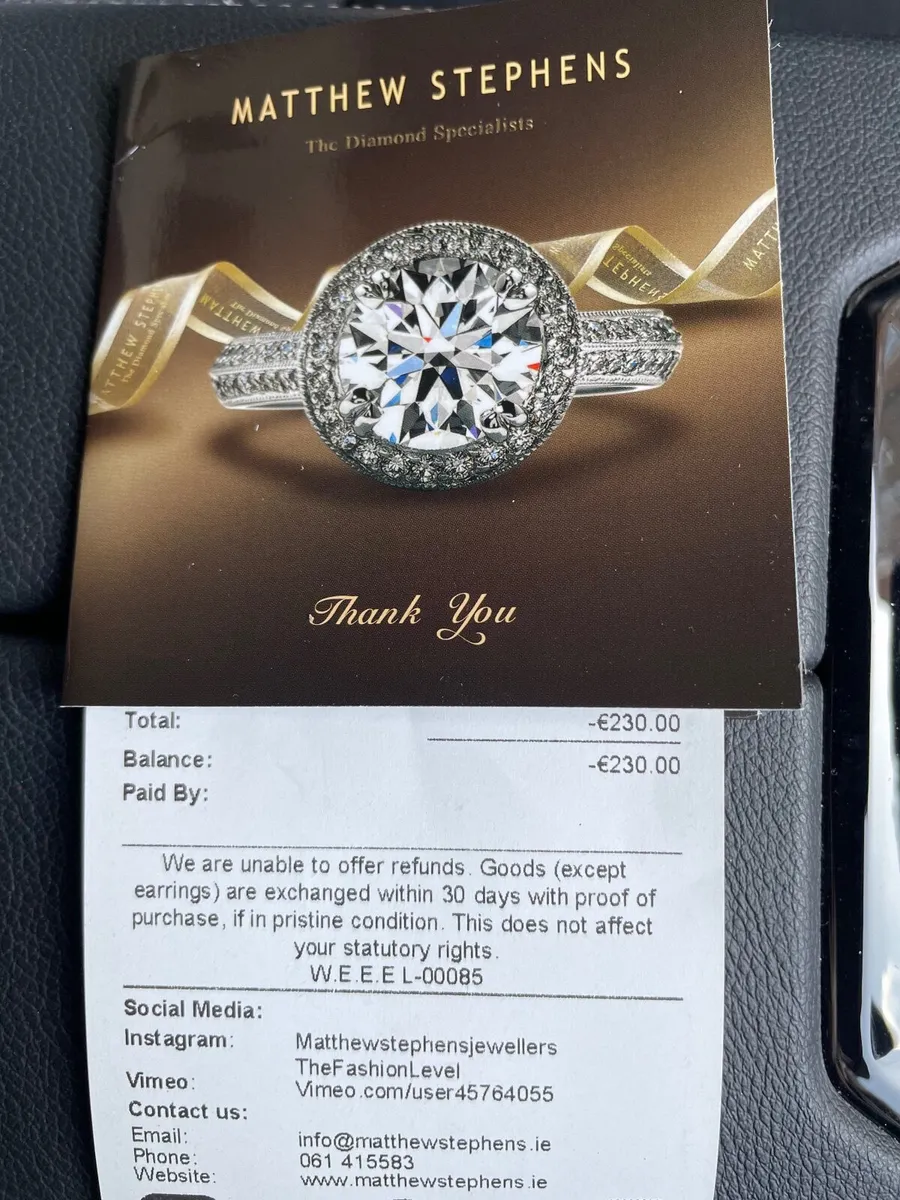 MATTHEW STEPHENS
The Diamond Specialists
MATTHEW
STEPHENS
MATT
Thank You
Total: -€230.00
Balance: -€230.00
Paid By:
We are unable to offer refunds. Goods (except
earrings) are exchanged within 30 days with proof of
purchase, if in pristine condition. This does not affect
your statutory rights.
W.E.E.E L-00085
Social Media:
Instagram: Matthewstephensjewellers
TheFashionLevel
Vimeo: Vimeo.com/user45764055
Contact us:
Email: info@matthewstephens.ie
Phone: 061 415583
Website: www.matthewstephens.ie